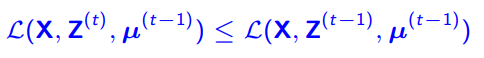 ℒ(𝐗, 𝐙⁽ᵗ⁾, 𝝁⁽ᵗ⁻¹⁾) ≤ ℒ(𝐗, 𝐙⁽ᵗ⁻¹⁾, 𝝁⁽ᵗ⁻¹⁾)